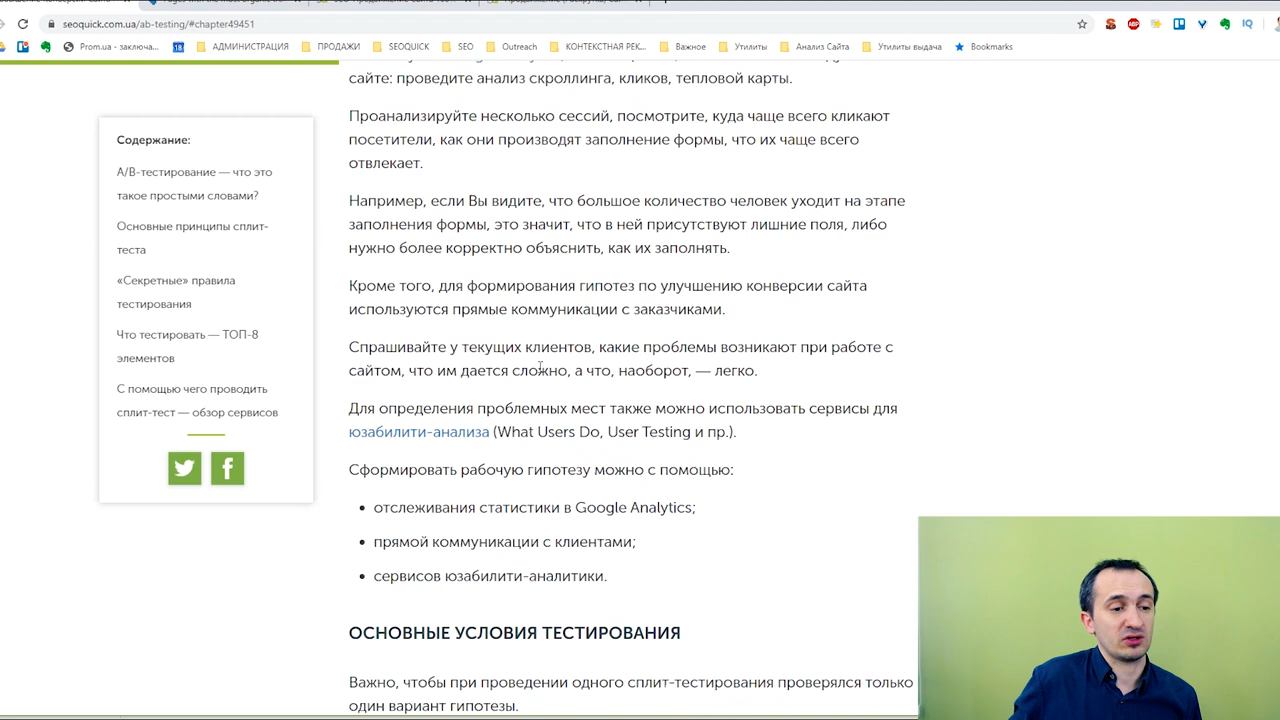 seoquick.com.ua/ab-testing/#chapter49451
ABP
IQ
Prom.ua - заключа...
18
АДМИНИСТРАЦИЯ
ПРОДАЖИ
SEOQUICK
SEO
Outreach
КОНТЕКСТНАЯ РЕК...
Важное
Утилиты
Анализ Сайта
Утилиты выдача
Bookmarks
сайте: проведите анализ скроллинга, кликов, тепловой карты.
Проанализируйте несколько сессий, посмотрите, куда чаще всего кликают
посетители, как они производят заполнение формы, что их чаще всего
отвлекает.
Например, если Вы видите, что большое количество человек уходит на этапе
заполнения формы, это значит, что в ней присутствуют лишние поля, либо
нужно более корректно объяснить, как их заполнять.
Кроме того, для формирования гипотез по улучшению конверсии сайта
используются прямые коммуникации с заказчиками.
Спрашивайте у текущих клиентов, какие проблемы возникают при работе с
сайтом, что им дается сложно, а что, наоборот, — легко.
Для определения проблемных мест также можно использовать сервисы для
юзабилити-анализа (What Users Do, User Testing и пр.).
Сформировать рабочую гипотезу можно с помощью:
• отслеживания статистики в Google Analytics;
• прямой коммуникации с клиентами;
• сервисов юзабилити-аналитики.
ОСНОВНЫЕ УСЛОВИЯ ТЕСТИРОВАНИЯ
Важно, чтобы при проведении одного сплит-тестирования проверялся только
один вариант гипотезы.
Содержание:
А/В-тестирование — что это
такое простыми словами?
Основные принципы сплит-
теста
«Секретные» правила
тестирования
Что тестировать — ТОП-8
элементов
С помощью чего проводить
сплит-тест — обзор сервисов